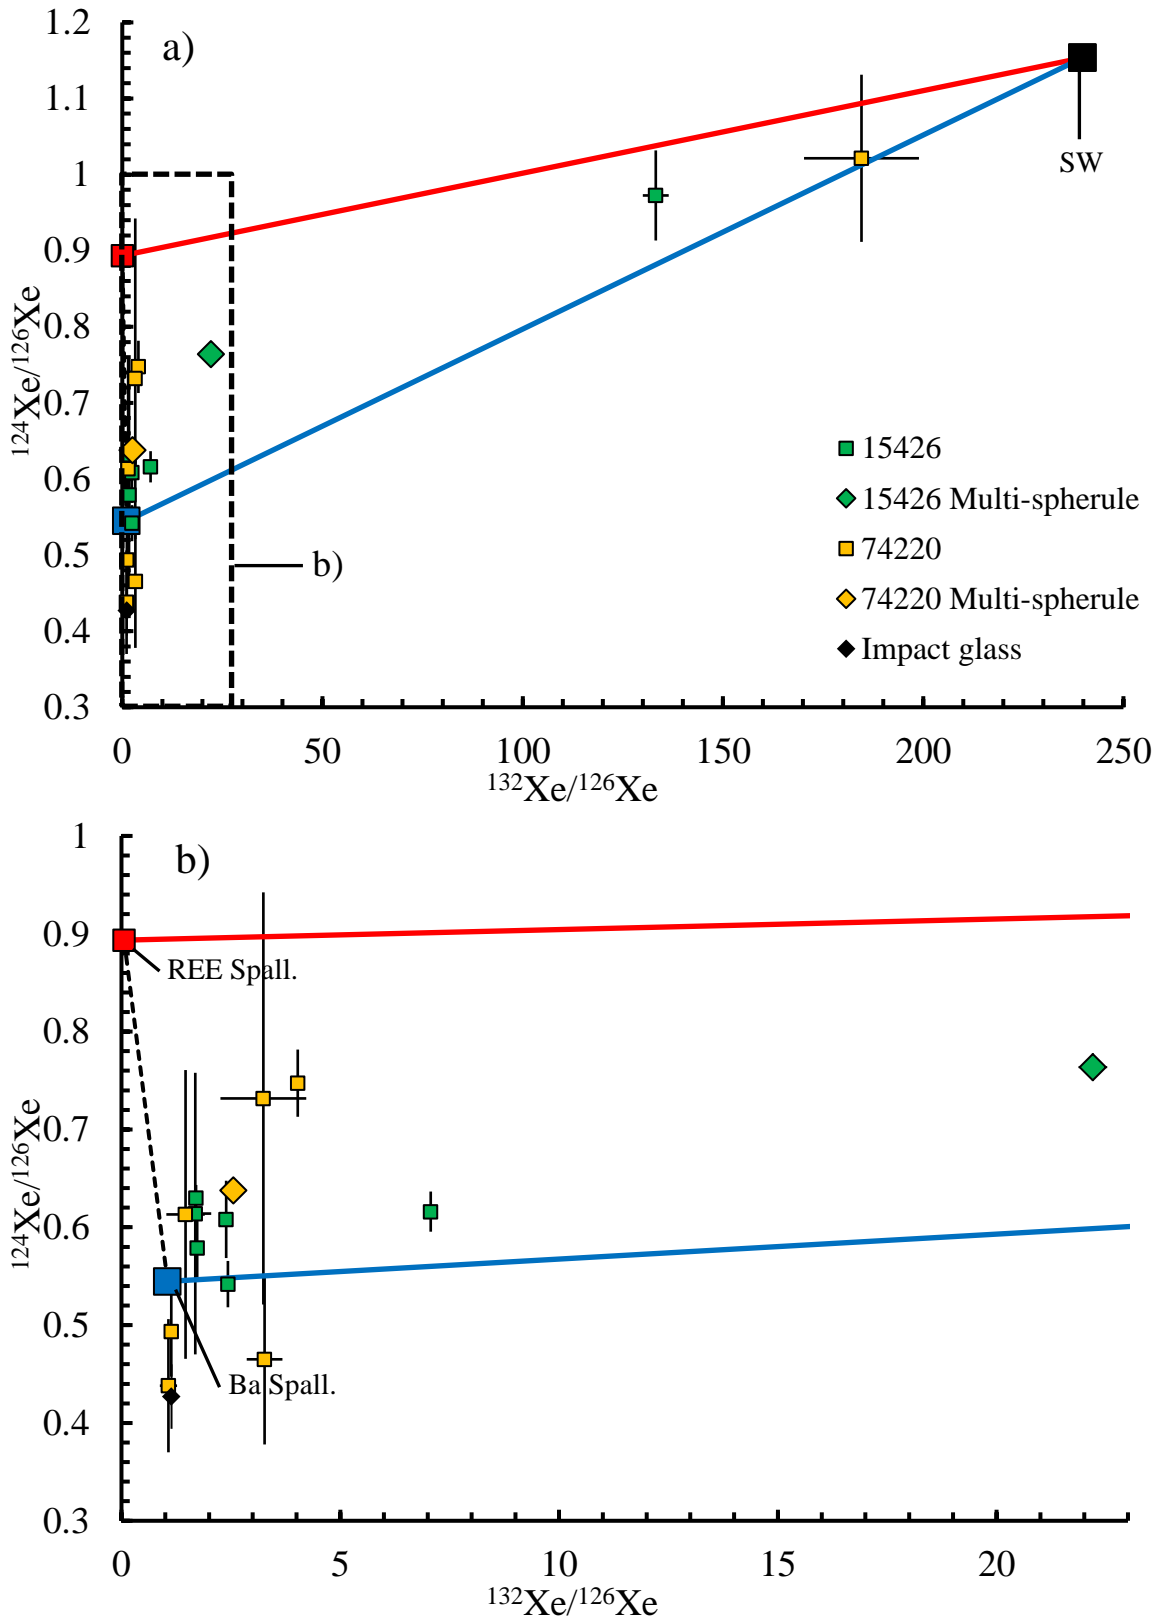 a)
1.2
1.1
1
0.9
0.8
0.7
0.6
0.5
0.4
0.3
¹²⁴Xe/¹²⁶Xe
SW
15426
15426 Multi-spherule
74220
74220 Multi-spherule
Impact glass
b)
0 50 100 150 200 250
¹³²Xe/¹²⁶Xe
b)
1
0.9
0.8
0.7
0.6
0.5
0.4
0.3
¹²⁴Xe/¹²⁶Xe
REE Spall.
Ba Spall.
0 5 10 15 20
¹³²Xe/¹²⁶Xe